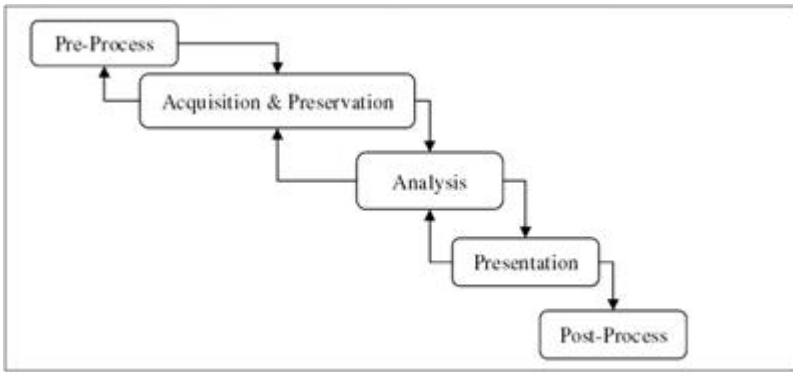 Pre-Process
Acquisition & Preservation
Analysis
Presentation
Post-Process